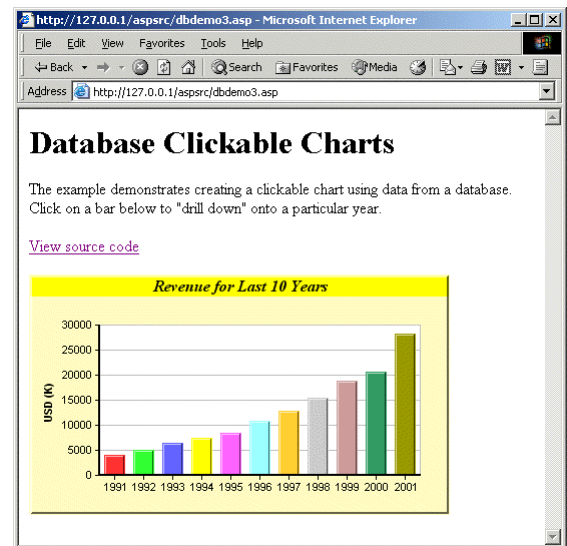 http://127.0.0.1/aspsrc/dbdemo3.asp - Microsoft Internet Explorer
File Edit View Favorites Tools Help
Back Search Favorites Media
Address http://127.0.0.1/aspsrc/dbdemo3.asp
Database Clickable Charts
The example demonstrates creating a clickable chart using data from a database.
Click on a bar below to "drill down" onto a particular year.
View source code
Revenue for Last 10 Years
30000
25000
20000
15000
10000
5000
0
USD (K)
1991 1992 1993 1994 1995 1996 1997 1998 1999 2000 2001